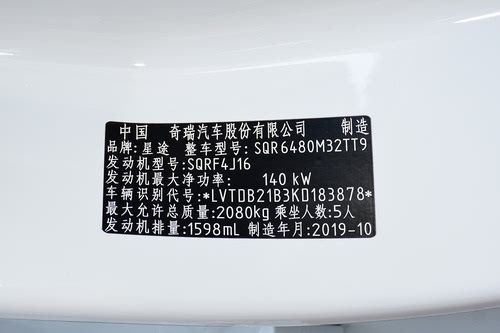 中国 奇瑞汽车股份有限公司 制造
品牌:星途 整车型号:SQR6480M32TT9
发动机型号:SQRF4J16
发动机最大净功率: 140 kW
车辆识别代号:*LVTDB21B3KD183878*
最大允许总质量:2080kg 乘坐人数:5人
发动机排量:1598mL 制造年月:2019-10